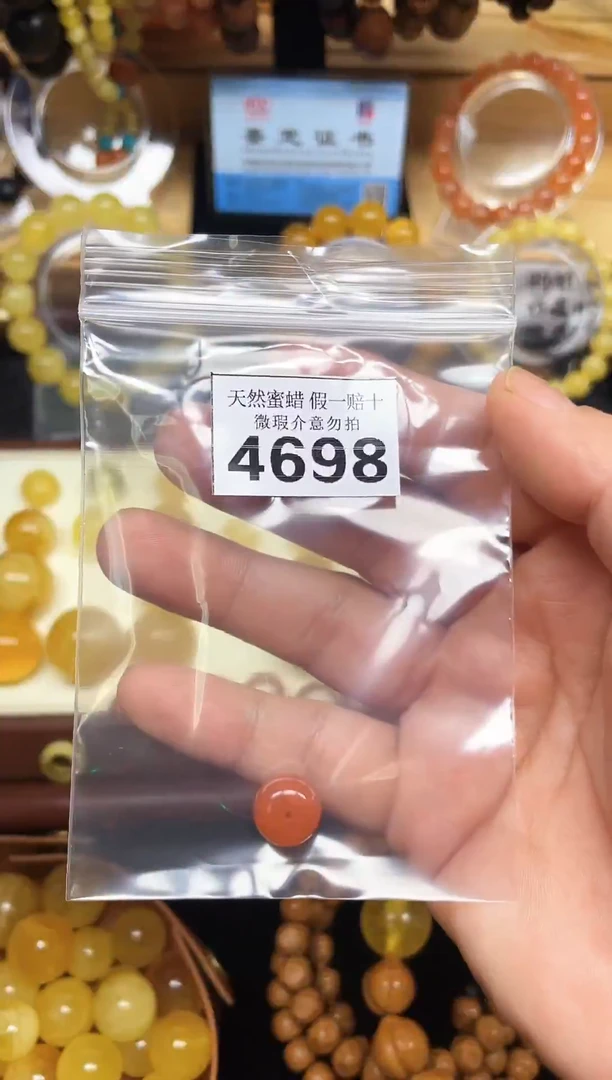 鉴定证书
天然蜜蜡 假一赔十
微瑕介意勿拍
4698